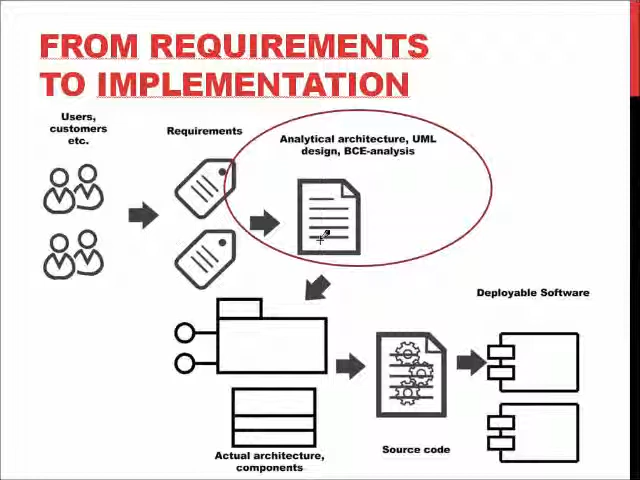 FROM REQUIREMENTS
TO IMPLEMENTATION
Users,
customers
etc.
Requirements
Analytical architecture, UML
design, BCE-analysis
Deployable Software
Actual architecture,
components
Source code